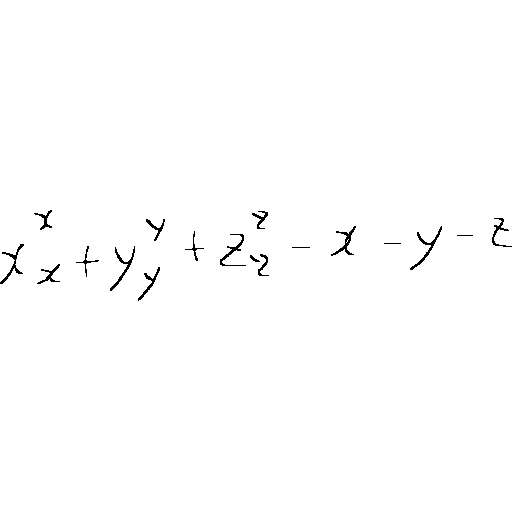 x_x^x + y_y^y + z_z^z - x - y - z